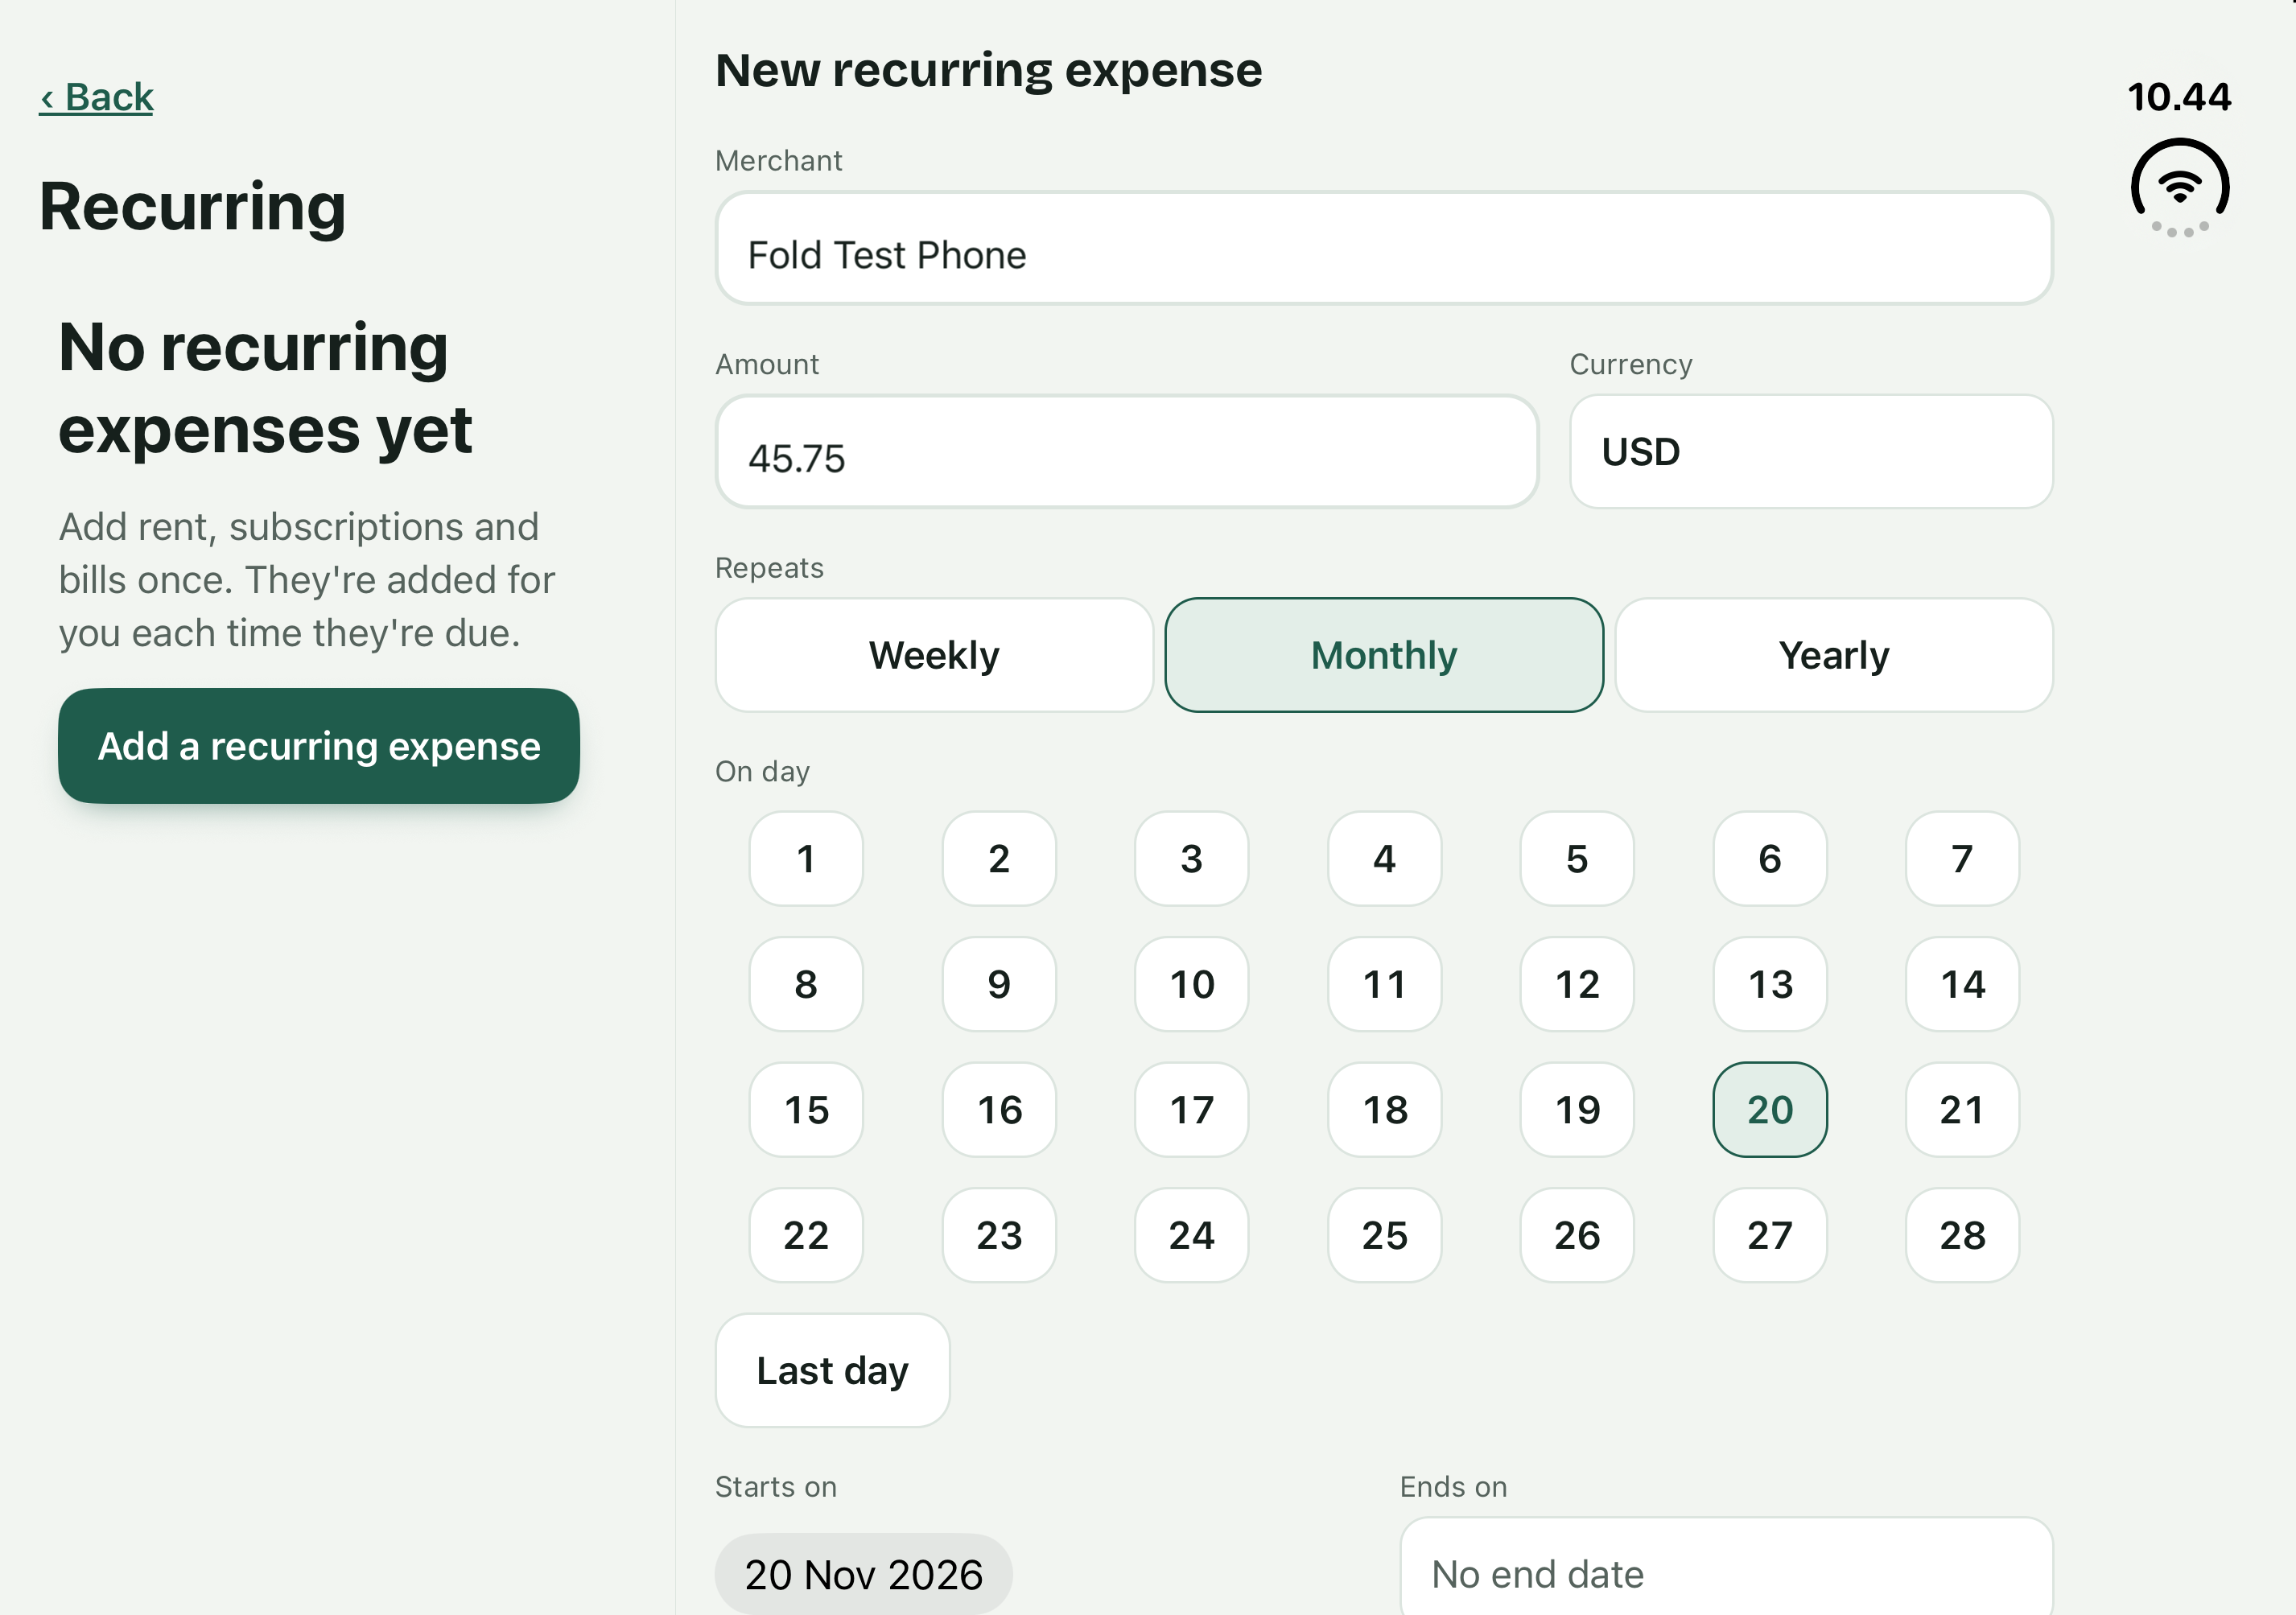 ‹ Back
Recurring
No recurring
expenses yet
Add rent, subscriptions and
bills once. They're added for
you each time they're due.
Add a recurring expense
New recurring expense
10.44
Merchant
Fold Test Phone
Amount
Currency
45.75
USD
Repeats
Weekly
Monthly
Yearly
On day
1 2 3 4 5 6 7
8 9 10 11 12 13 14
15 16 17 18 19 20 21
22 23 24 25 26 27 28
Last day
Starts on
Ends on
20 Nov 2026
No end date